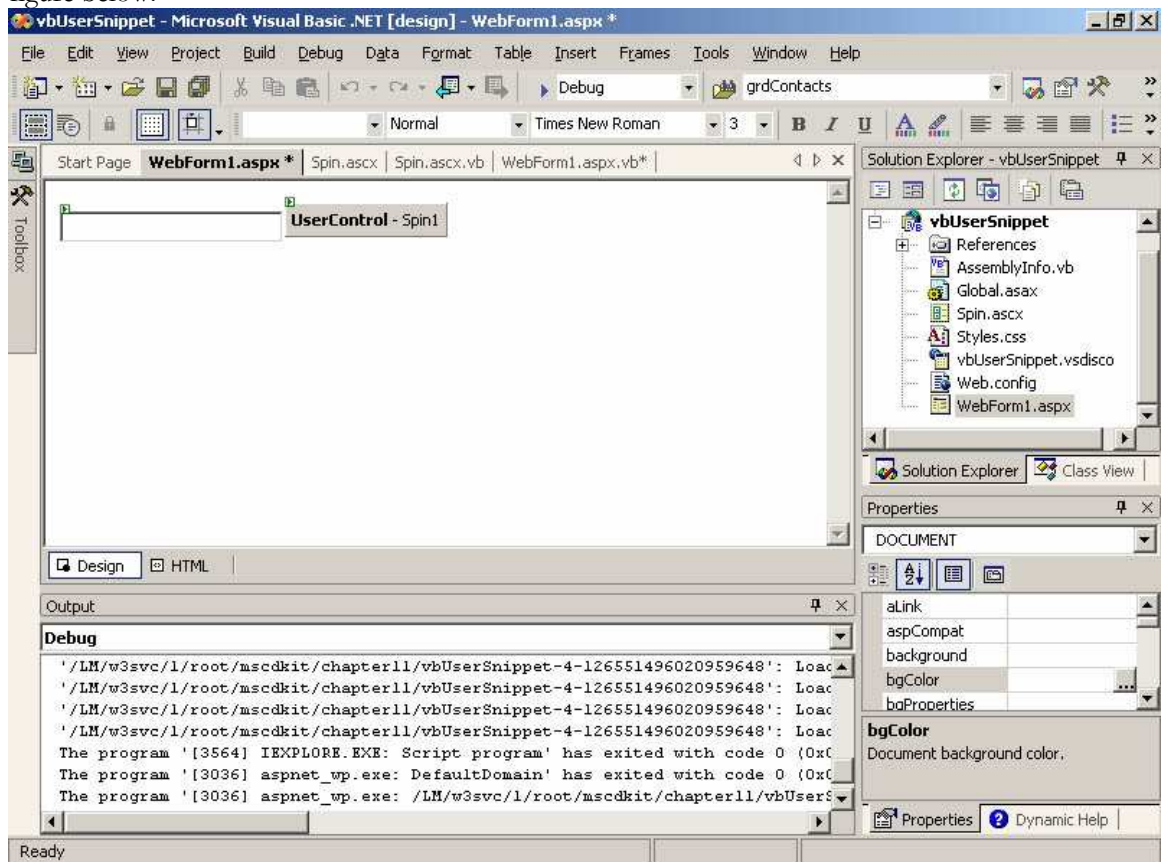 figure below.
vbUserSnippet - Microsoft Visual Basic .NET [design] - WebForm1.aspx *
File Edit View Project Build Debug Data Format Table Insert Frames Tools Window Help
Debug grdContacts
Normal Times New Roman 3 B I U
Start Page WebForm1.aspx * Spin.ascx Spin.ascx.vb WebForm1.aspx.vb*
Toolbox
UserControl - Spin1
Design HTML
Output
Debug
'/LM/w3svc/1/root/mscdkit/chapter11/vbUserSnippet-4-126551496020959648': Load
'/LM/w3svc/1/root/mscdkit/chapter11/vbUserSnippet-4-126551496020959648': Load
'/LM/w3svc/1/root/mscdkit/chapter11/vbUserSnippet-4-126551496020959648': Load
'/LM/w3svc/1/root/mscdkit/chapter11/vbUserSnippet-4-126551496020959648': Load
The program '[3564] IEXPLORE.EXE: Script program' has exited with code 0 (0x0
The program '[3036] aspnet_wp.exe: DefaultDomain' has exited with code 0 (0x0
The program '[3036] aspnet_wp.exe: /LM/w3svc/1/root/mscdkit/chapter11/vbUserS
Solution Explorer - vbUserSnippet
vbUserSnippet
References
AssemblyInfo.vb
Global.asax
Spin.ascx
Styles.css
vbUserSnippet.vsdisco
Web.config
WebForm1.aspx
Solution Explorer Class View
Properties
DOCUMENT
aLink
aspCompat
background
bgColor
bgProperties
bgColor
Document background color.
Properties Dynamic Help
Ready